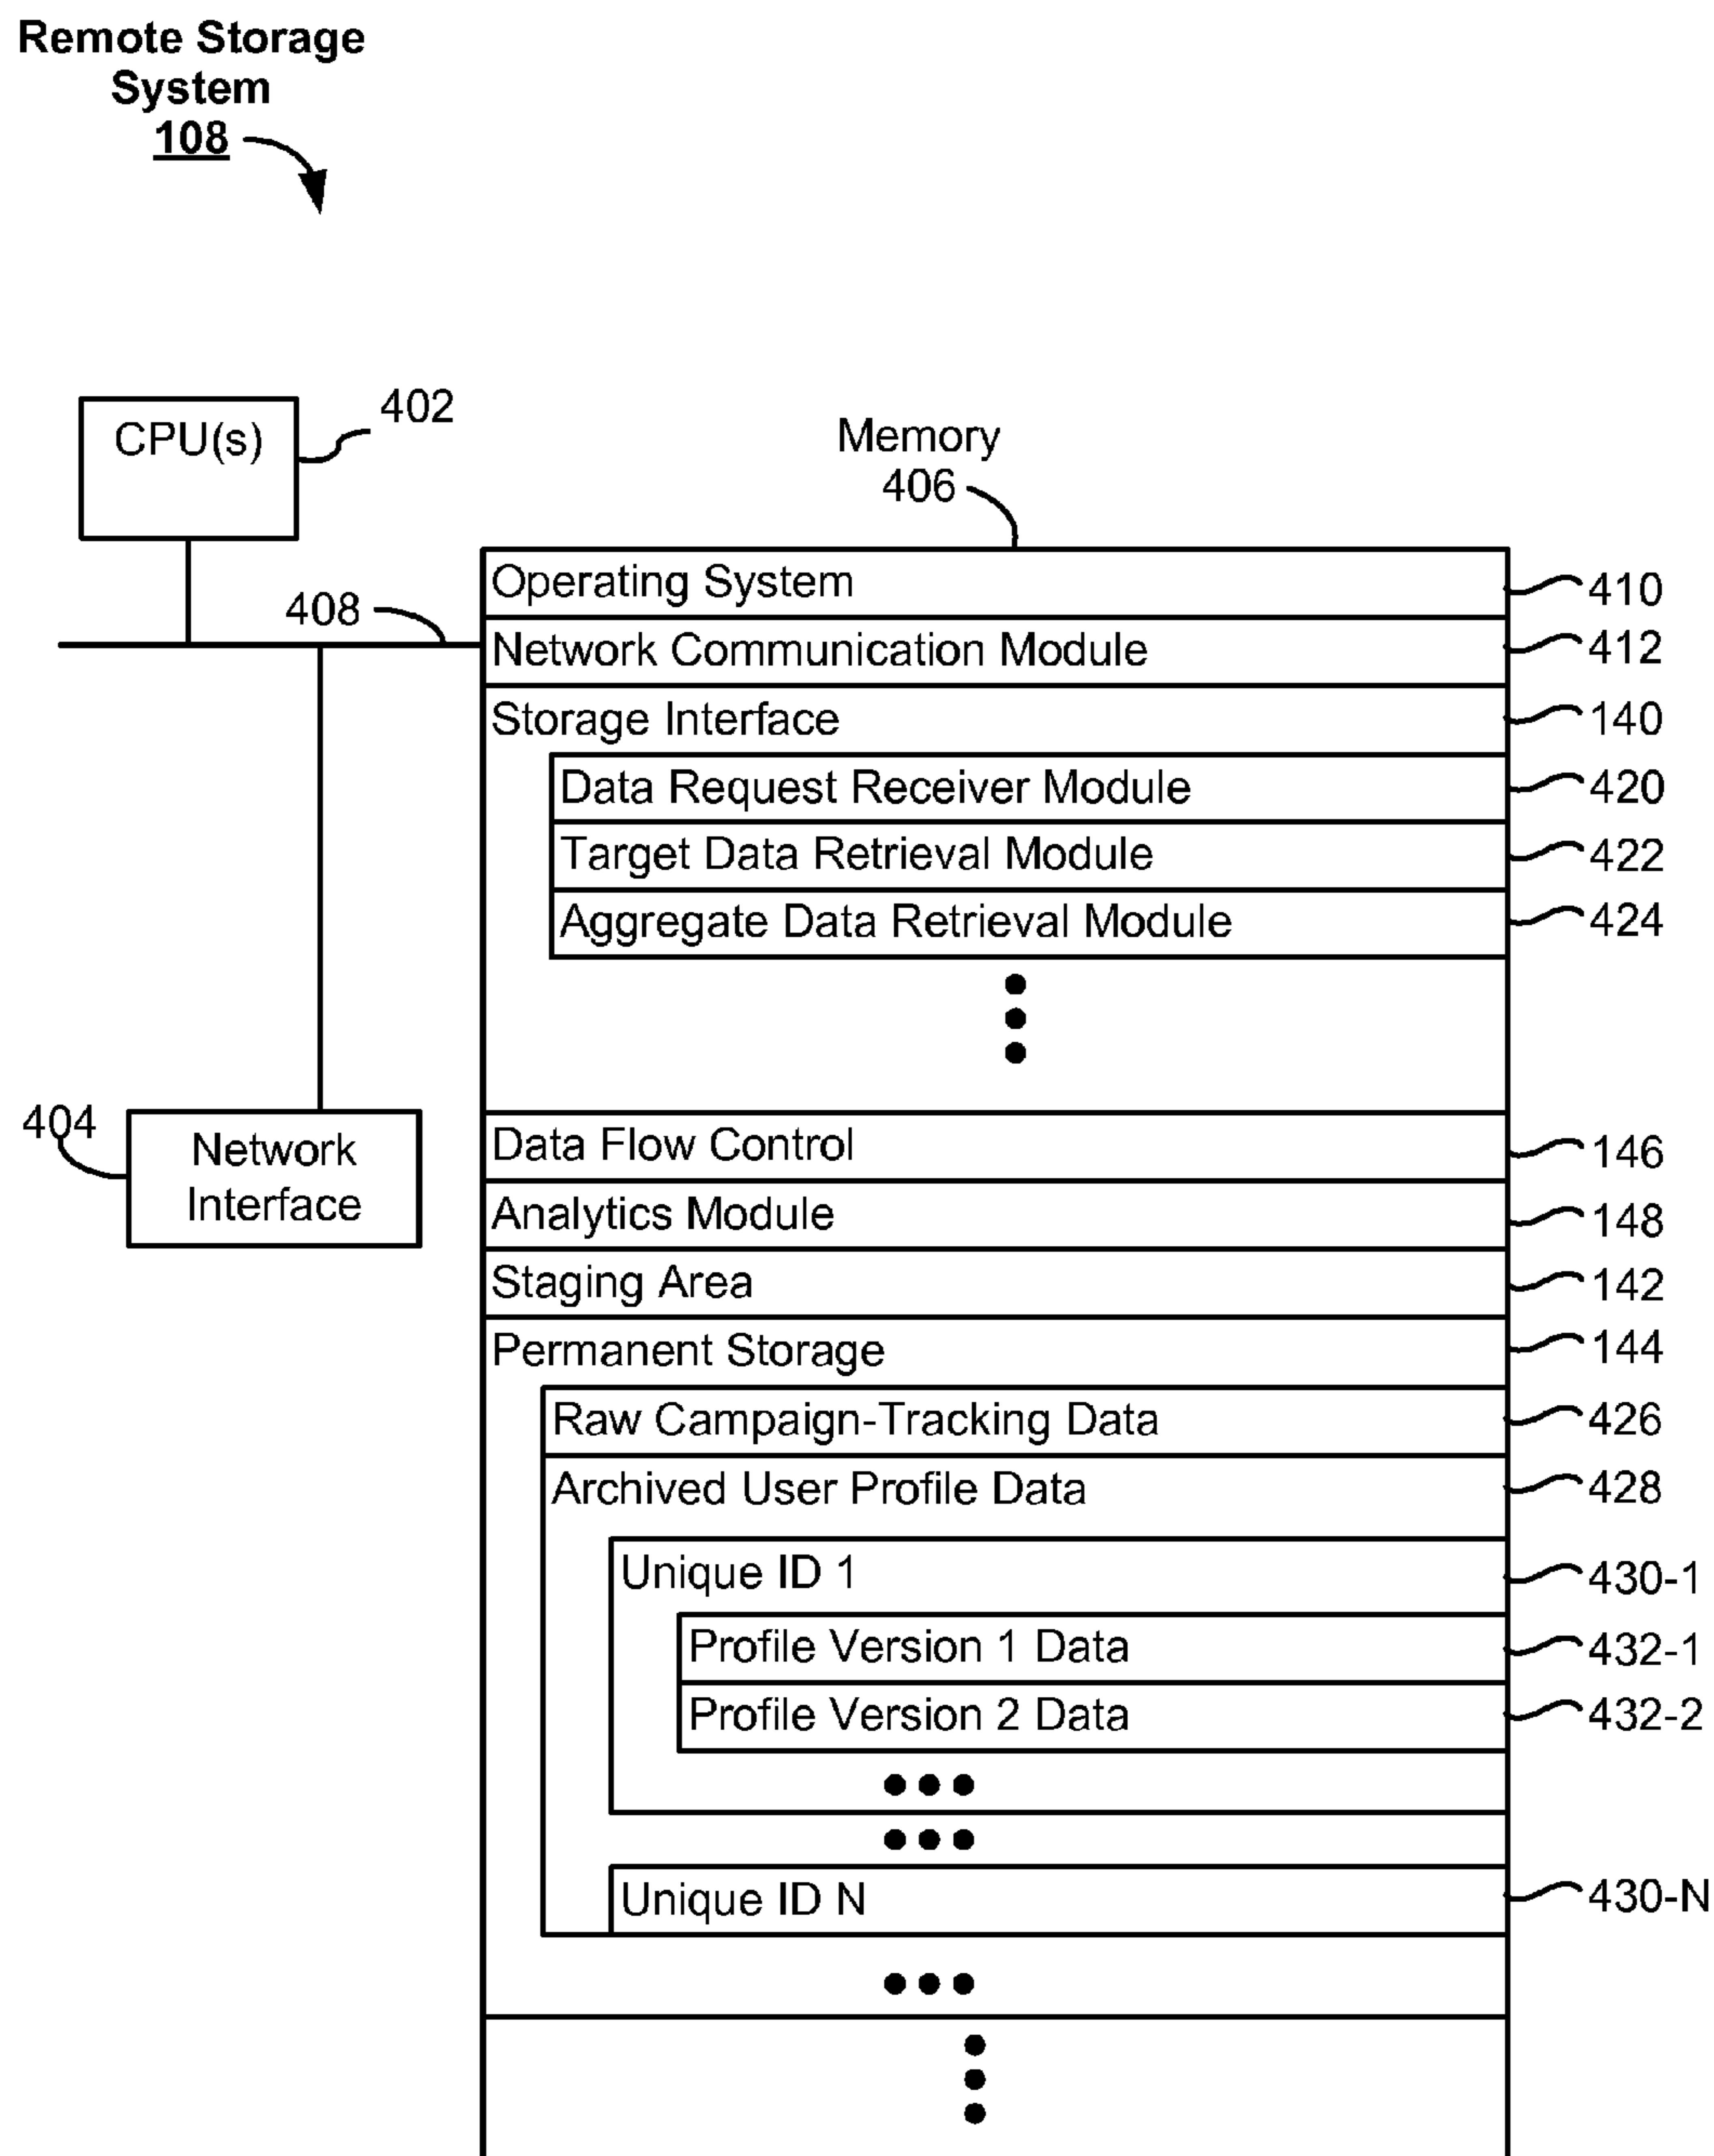 Remote Storage
System
108
CPU(s)
402
Memory
406
Operating System
410
408
Network Communication Module
412
Storage Interface
140
Data Request Receiver Module
420
Target Data Retrieval Module
422
Aggregate Data Retrieval Module
424
404
Network
Interface
Data Flow Control
146
Analytics Module
148
Staging Area
142
Permanent Storage
144
Raw Campaign-Tracking Data
426
Archived User Profile Data
428
Unique ID 1
430-1
Profile Version 1 Data
432-1
Profile Version 2 Data
432-2
Unique ID N
430-N